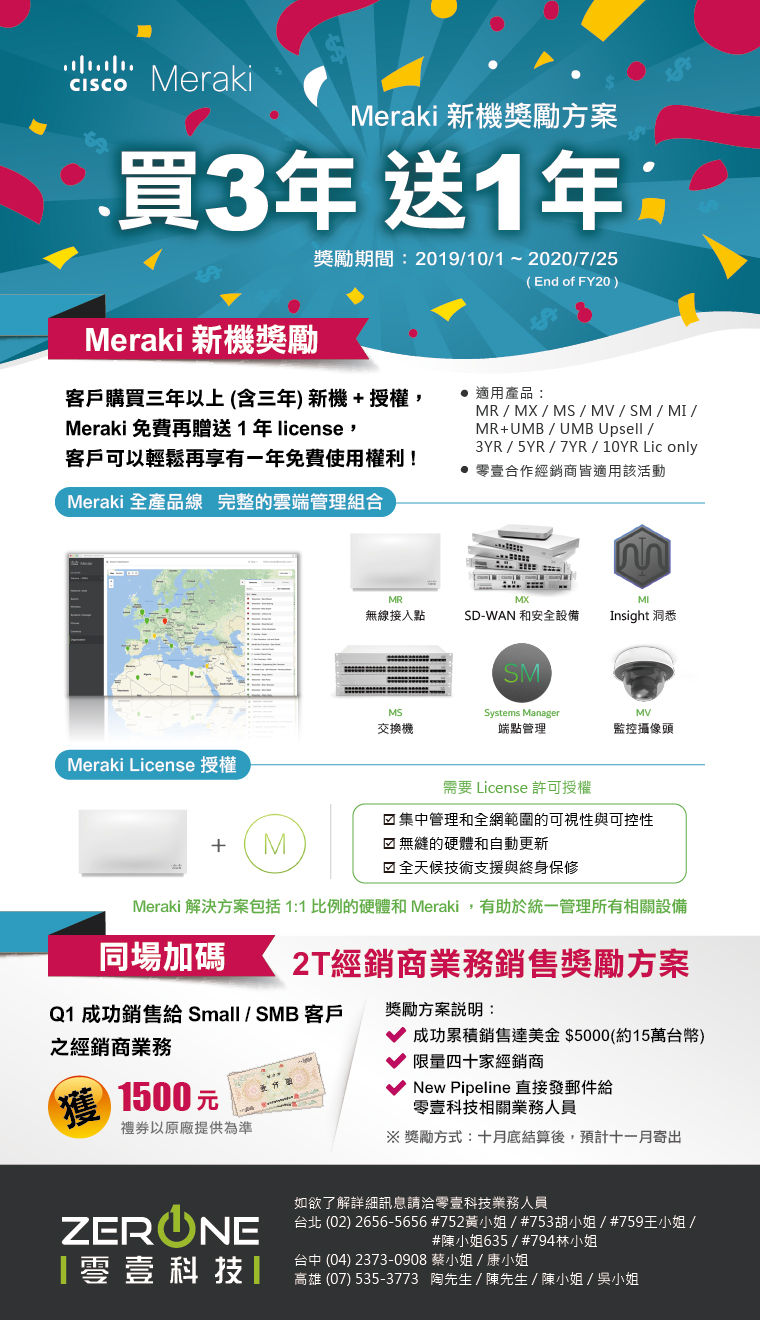 CISCO Meraki
Meraki 新機獎勵方案
買3年 送1年
獎勵期間：2019/10/1 ~ 2020/7/25
( End of FY20 )
Meraki 新機獎勵
客戶購買三年以上 (含三年) 新機 + 授權，
Meraki 免費再贈送 1 年 license，
客戶可以輕鬆再享有一年免費使用權利 !
● 適用產品：
MR / MX / MS / MV / SM / MI /
MR+UMB / UMB Upsell /
3YR / 5YR / 7YR / 10YR Lic only
● 零壹合作經銷商皆適用該活動
Meraki 全產品線 完整的雲端管理組合
MR
無線接入點
MX
SD-WAN 和安全設備
MI
Insight 洞悉
MS
交換機
SM
Systems Manager
端點管理
MV
監控攝像頭
Meraki License 授權
需要 License 許可授權
+ M
☑ 集中管理和全網範圍的可視性與可控性
☑ 無縫的硬體和自動更新
☑ 全天候技術支援與終身保修
Meraki 解決方案包括 1:1 比例的硬體和 Meraki ，有助於統一管理所有相關設備
同場加碼
2T經銷商業務銷售獎勵方案
Q1 成功銷售給 Small / SMB 客戶
之經銷商業務
獲
1500 元
禮券以原廠提供為準
獎勵方案説明：
成功累積銷售達美金 $5000(約15萬台幣)
限量四十家經銷商
New Pipeline 直接發郵件給
零壹科技相關業務人員
※ 獎勵方式：十月底結算後，預計十一月寄出
ZERONE
零壹科技
如欲了解詳細訊息請洽零壹科技業務人員
台北 (02) 2656-5656 #752黃小姐 / #753胡小姐 / #759王小姐 /
#陳小姐635 / #794林小姐
台中 (04) 2373-0908 蔡小姐 / 康小姐
高雄 (07) 535-3773 陶先生 / 陳先生 / 陳小姐 / 吳小姐